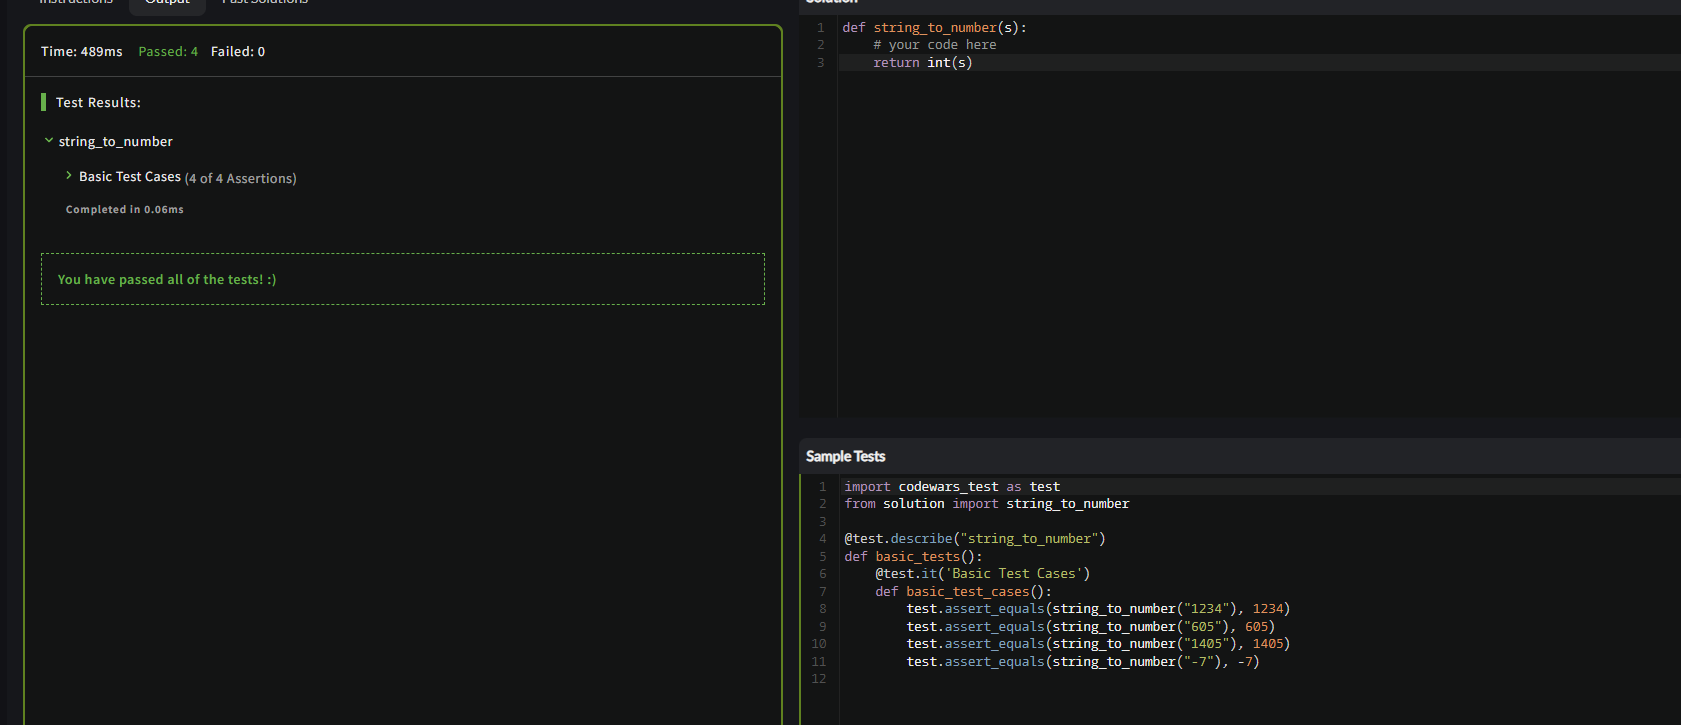 Instructions Output Past Solutions
Time: 489ms Passed: 4 Failed: 0
Test Results:
string_to_number
Basic Test Cases (4 of 4 Assertions)
Completed in 0.06ms
You have passed all of the tests! :)
Solution
1 def string_to_number(s):
2     # your code here
3     return int(s)
Sample Tests
1 import codewars_test as test
2 from solution import string_to_number
3
4 @test.describe("string_to_number")
5 def basic_tests():
6     @test.it('Basic Test Cases')
7     def basic_test_cases():
8         test.assert_equals(string_to_number("1234"), 1234)
9         test.assert_equals(string_to_number("605"), 605)
10         test.assert_equals(string_to_number("1405"), 1405)
11         test.assert_equals(string_to_number("-7"), -7)
12